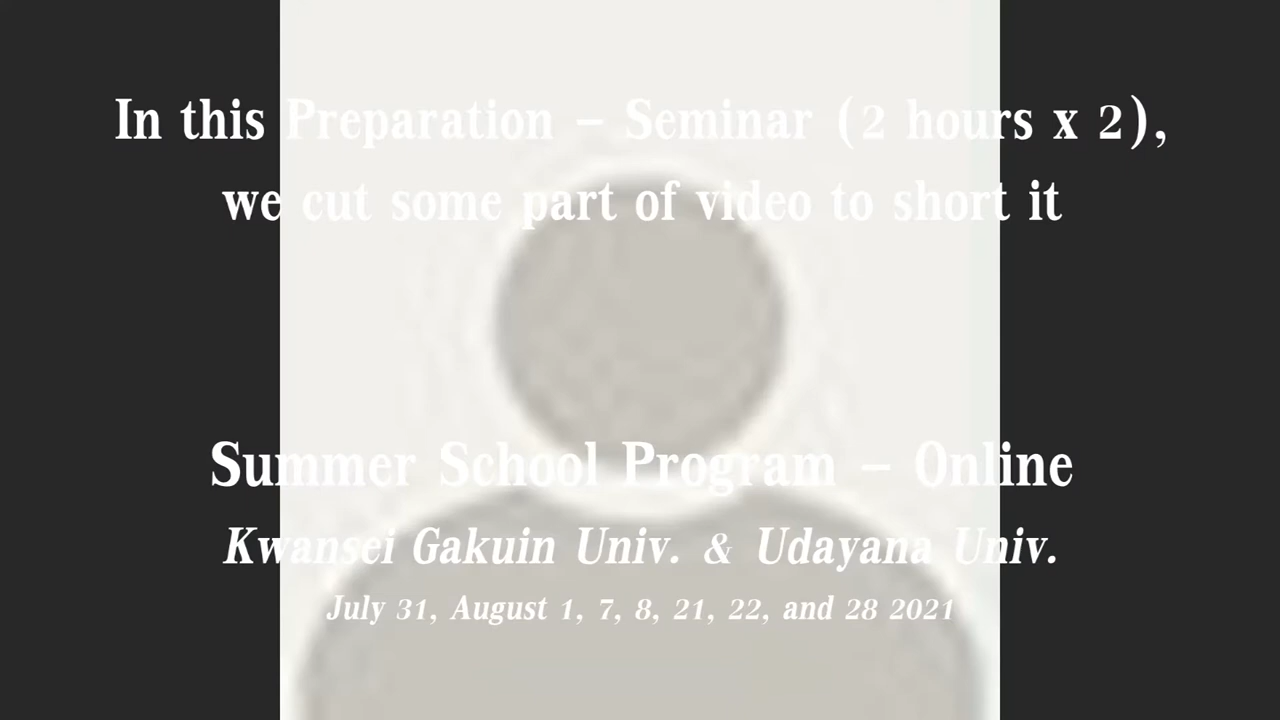 In this Preparation – Seminar (2 hours x 2),
we cut some part of video to short it
Summer School Program – Online
Kwansei Gakuin Univ. & Udayana Univ.
July 31, August 1, 7, 8, 21, 22, and 28 2021